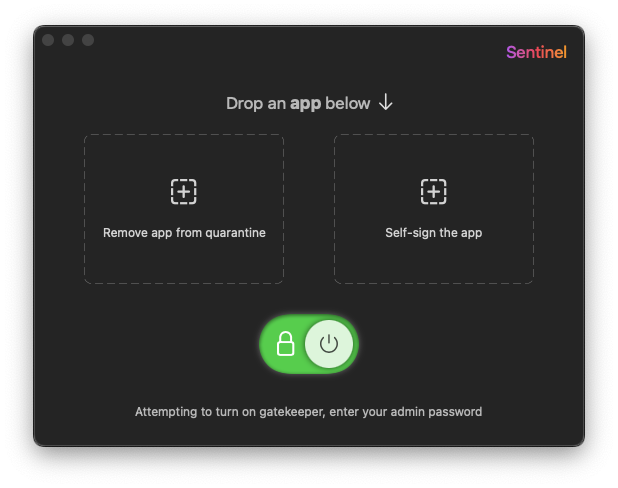 Sentinel
Drop an app below
Remove app from quarantine
Self-sign the app
Attempting to turn on gatekeeper, enter your admin password